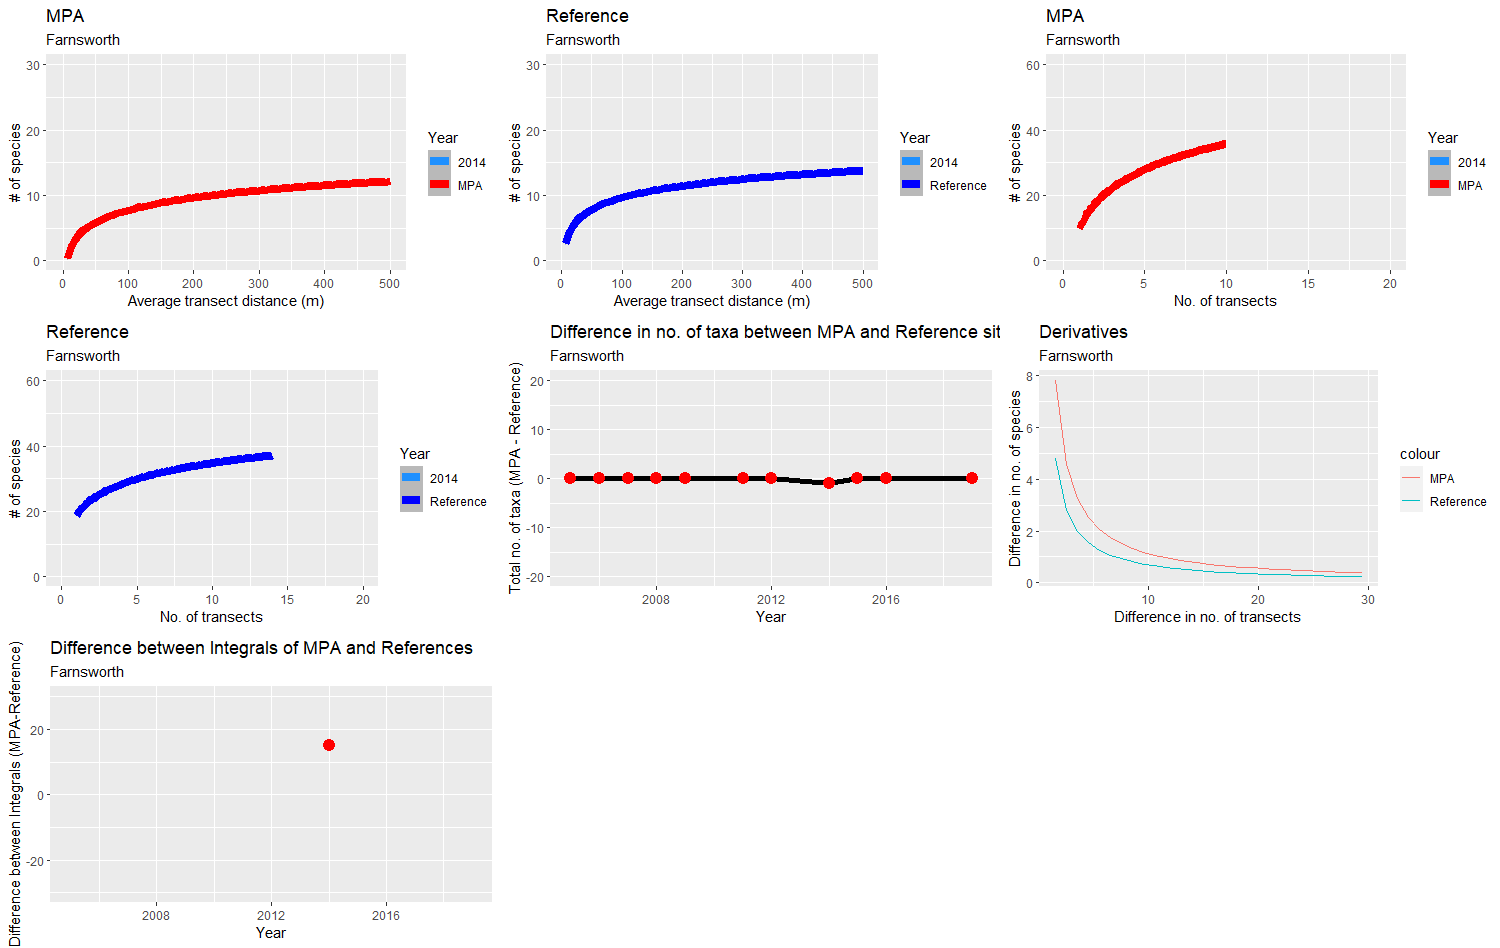 MPA
Farnsworth
# of species
30
20
10
0
0 100 200 300 400 500
Average transect distance (m)
Year
2014
MPA
Reference
Farnsworth
# of species
30
20
10
0
0 100 200 300 400 500
Average transect distance (m)
Year
2014
Reference
MPA
Farnsworth
# of species
60
40
20
0
0 5 10 15 20
No. of transects
Year
2014
MPA
Reference
Farnsworth
# of species
60
40
20
0
0 5 10 15 20
No. of transects
Year
2014
Reference
Difference in no. of taxa between MPA and Reference sit
Farnsworth
Total no. of taxa (MPA - Reference)
20
10
0
-10
-20
2008 2012 2016
Year
Derivatives
Farnsworth
Difference in no. of species
8
6
4
2
0
10 20 30
Difference in no. of transects
colour
MPA
Reference
Difference between Integrals of MPA and References
Farnsworth
Difference between Integrals (MPA-Reference)
20
0
-20
2008 2012 2016
Year